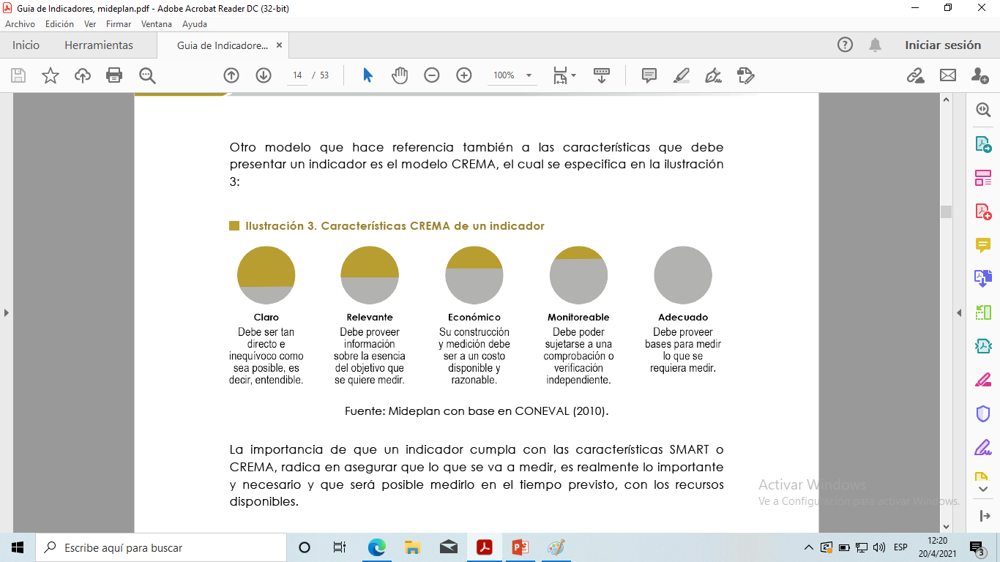 Guia de Indicadores, mideplan.pdf - Adobe Acrobat Reader DC (32-bit)
Archivo Edición Ver Firmar Ventana Ayuda
Inicio Herramientas Guia de Indicadore... × Iniciar sesión
14 / 53 100%
Otro modelo que hace referencia también a las características que debe
presentar un indicador es el modelo CREMA, el cual se especifica en la ilustración
3:
Ilustración 3. Características CREMA de un indicador
Claro
Debe ser tan
directo e
inequívoco como
sea posible, es
decir, entendible.
Relevante
Debe proveer
información
sobre la esencia
del objetivo que
se quiere medir.
Económico
Su construcción
y medición debe
ser a un costo
disponible y
razonable.
Monitoreable
Debe poder
sujetarse a una
comprobación o
verificación
independiente.
Adecuado
Debe proveer
bases para medir
lo que se
requiera medir.
Fuente: Mideplan con base en CONEVAL (2010).
La importancia de que un indicador cumpla con las características SMART o
CREMA, radica en asegurar que lo que se va a medir, es realmente lo importante
y necesario y que será posible medirlo en el tiempo previsto, con los recursos
disponibles.
Activar Windows
Ve a Configuración para activar Windows.
Escribe aquí para buscar
ESP
12:20
20/4/2021
3